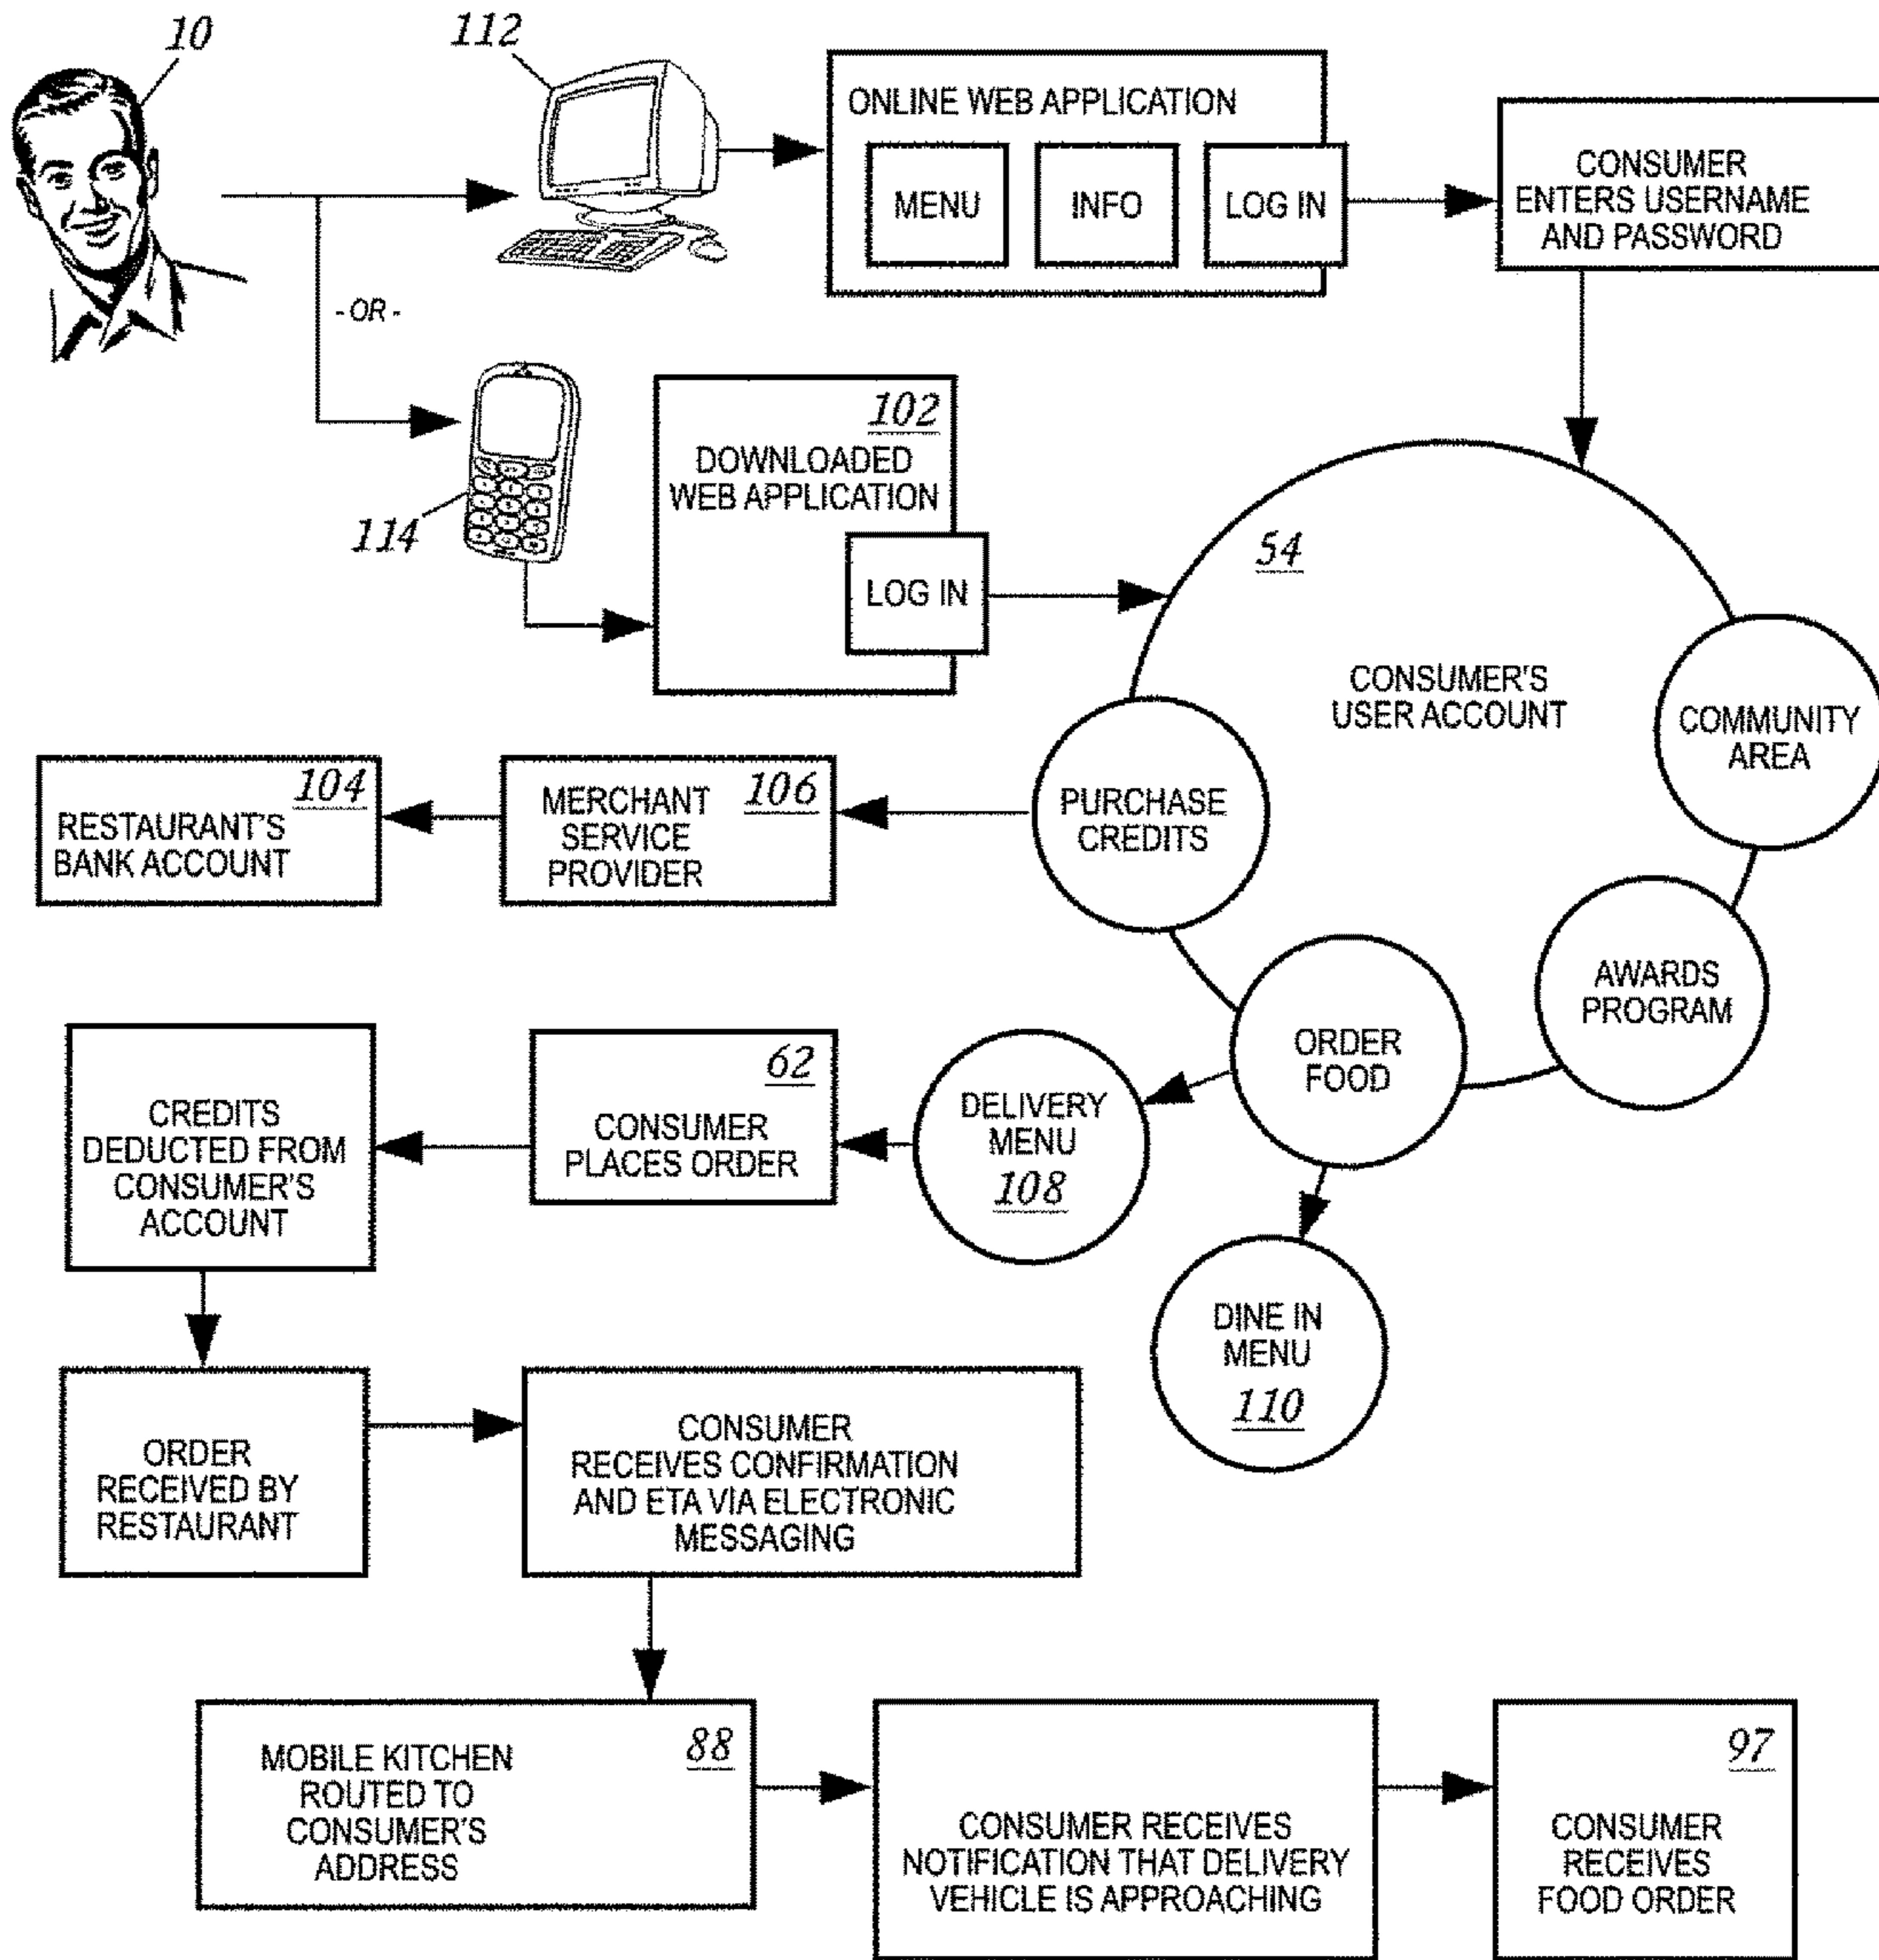 10
112
ONLINE WEB APPLICATION
MENU
INFO
LOG IN
CONSUMER
ENTERS USERNAME
AND PASSWORD
- OR -
114
102
DOWNLOADED
WEB APPLICATION
LOG IN
54
CONSUMER'S
USER ACCOUNT
COMMUNITY
AREA
PURCHASE
CREDITS
106
MERCHANT
SERVICE
PROVIDER
104
RESTAURANT'S
BANK ACCOUNT
AWARDS
PROGRAM
ORDER
FOOD
DELIVERY
MENU
108
62
CONSUMER
PLACES ORDER
CREDITS
DEDUCTED FROM
CONSUMER'S
ACCOUNT
DINE IN
MENU
110
ORDER
RECEIVED BY
RESTAURANT
CONSUMER
RECEIVES CONFIRMATION
AND ETA VIA ELECTRONIC
MESSAGING
88
MOBILE KITCHEN
ROUTED TO
CONSUMER'S
ADDRESS
CONSUMER RECEIVES
NOTIFICATION THAT DELIVERY
VEHICLE IS APPROACHING
97
CONSUMER
RECEIVES
FOOD ORDER